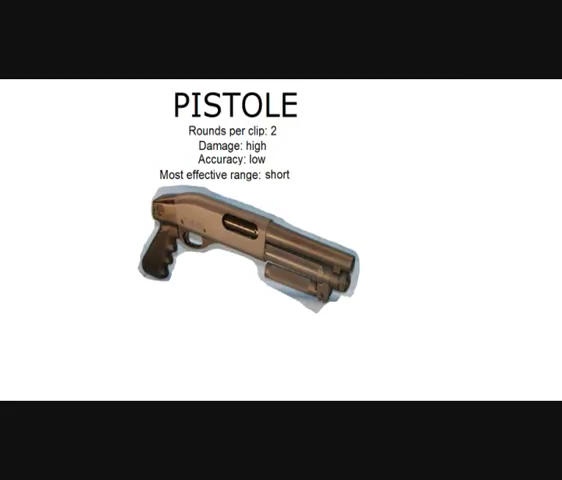 PISTOLE
Rounds per clip: 2
Damage: high
Accuracy: low
Most effective range: short